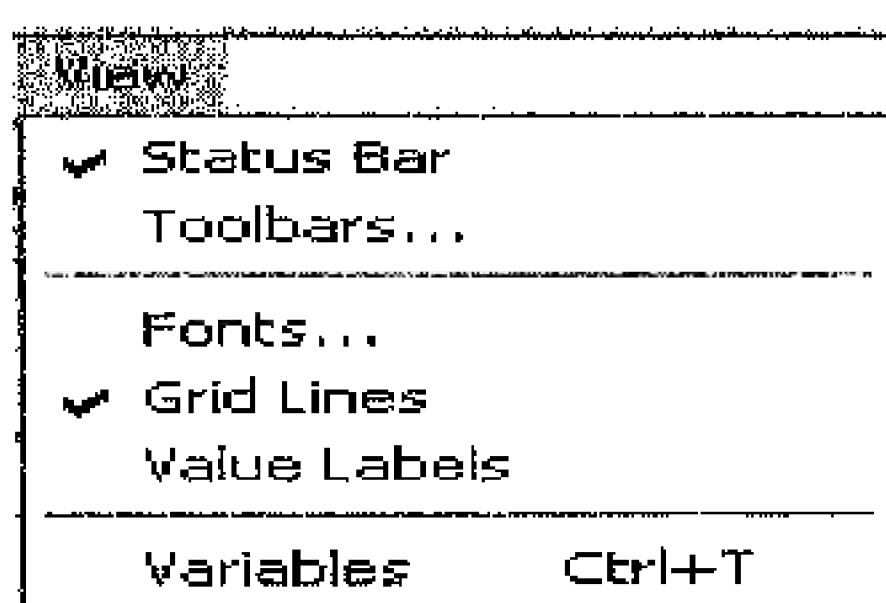 View
Status Bar
Toolbars...
Fonts...
Grid Lines
Value Labels
Variables Ctrl+T